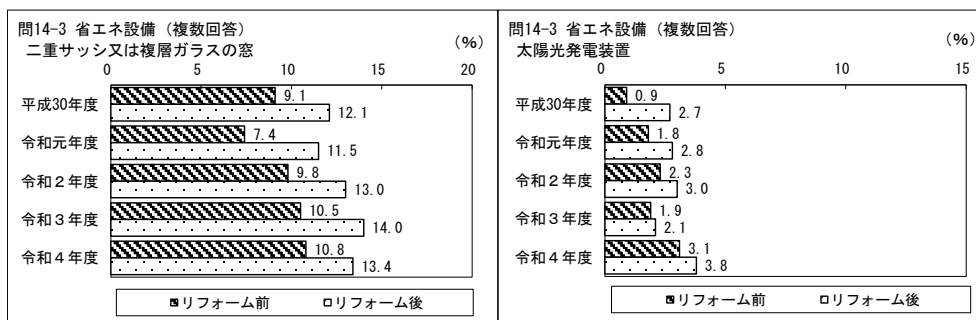 問14-3 省エネ設備（複数回答）
二重サッシ又は複層ガラスの窓
(%)
0 5 10 15 20
平成30年度 9.1
12.1
令和元年度 7.4
11.5
令和２年度 9.8
13.0
令和３年度 10.5
14.0
令和４年度 10.8
13.4
リフォーム前 リフォーム後
問14-3 省エネ設備（複数回答）
太陽光発電装置
(%)
0 5 10 15
平成30年度 0.9
2.7
令和元年度 1.8
2.8
令和２年度 2.3
3.0
令和３年度 1.9
2.1
令和４年度 3.1
3.8
リフォーム前 リフォーム後